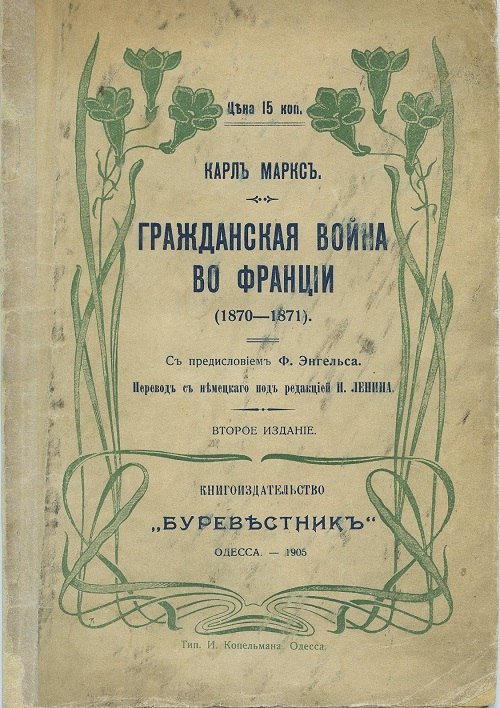 Цѣна 15 коп.
КАРЛЪ МАРКСЪ.
ГРАЖДАНСКАЯ ВОЙНА
ВО ФРАНЦІИ
(1870—1871).
Съ предисловіемъ Ф. Энгельса.
Переводъ съ нѣмецкаго подъ редакціей Н. ЛЕНИНА.
ВТОРОЕ ИЗДАНІЕ.
КНИГОИЗДАТЕЛЬСТВО
„БУРЕВѢСТНИКЪ“
ОДЕССА. — 1905
Тип. И. Копельмана, Одесса.